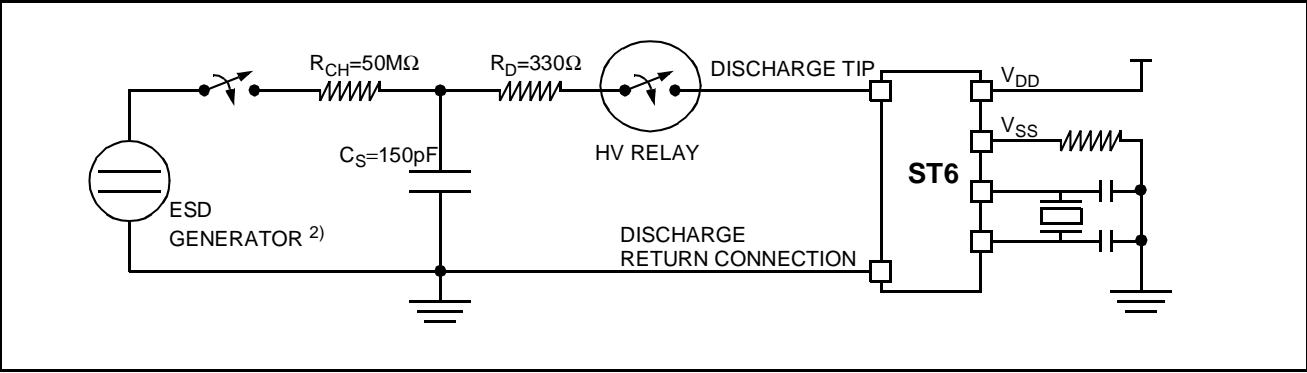 R_CH=50MΩ
R_D=330Ω
DISCHARGE TIP
V_DD
V_SS
HV RELAY
C_S=150pF
ST6
ESD
GENERATOR 2)
DISCHARGE
RETURN CONNECTION